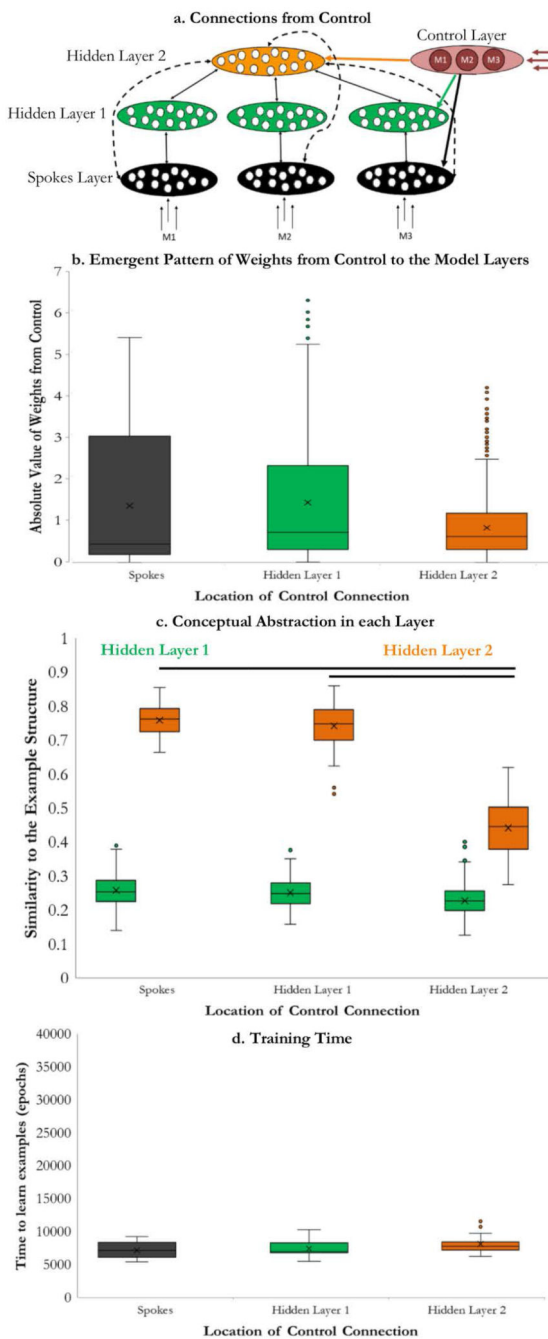 a. Connections from Control
Control Layer
Hidden Layer 2
M1 M2 M3
Hidden Layer 1
Spokes Layer
M1 M2 M3
b. Emergent Pattern of Weights from Control to the Model Layers
Absolute Value of Weights from Control
7
6
5
4
3
2
1
0
Spokes Hidden Layer 1 Hidden Layer 2
Location of Control Connection
c. Conceptual Abstraction in each Layer
Hidden Layer 1 Hidden Layer 2
Similarity to the Example Structure
1
0.9
0.8
0.7
0.6
0.5
0.4
0.3
0.2
0.1
0
Spokes Hidden Layer 1 Hidden Layer 2
Location of Control Connection
d. Training Time
Time to learn examples (epochs)
40000
35000
30000
25000
20000
15000
10000
5000
0
Spokes Hidden Layer 1 Hidden Layer 2
Location of Control Connection